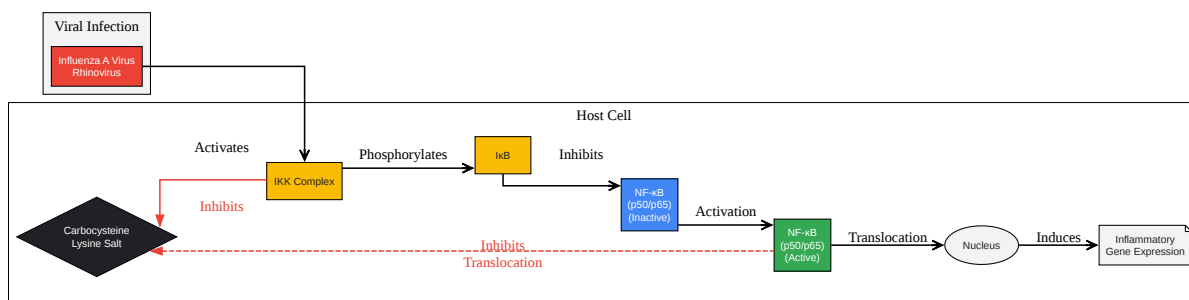 Viral Infection
Influenza A Virus
Rhinovirus
Host Cell
Activates
IKK Complex
Phosphorylates
IκB
Inhibits
NF-κB
(p50/p65)
(Inactive)
Activation
NF-κB
(p50/p65)
(Active)
Translocation
Nucleus
Induces
Inflammatory
Gene Expression
Inhibits
Carbocysteine
Lysine Salt
Inhibits
Translocation